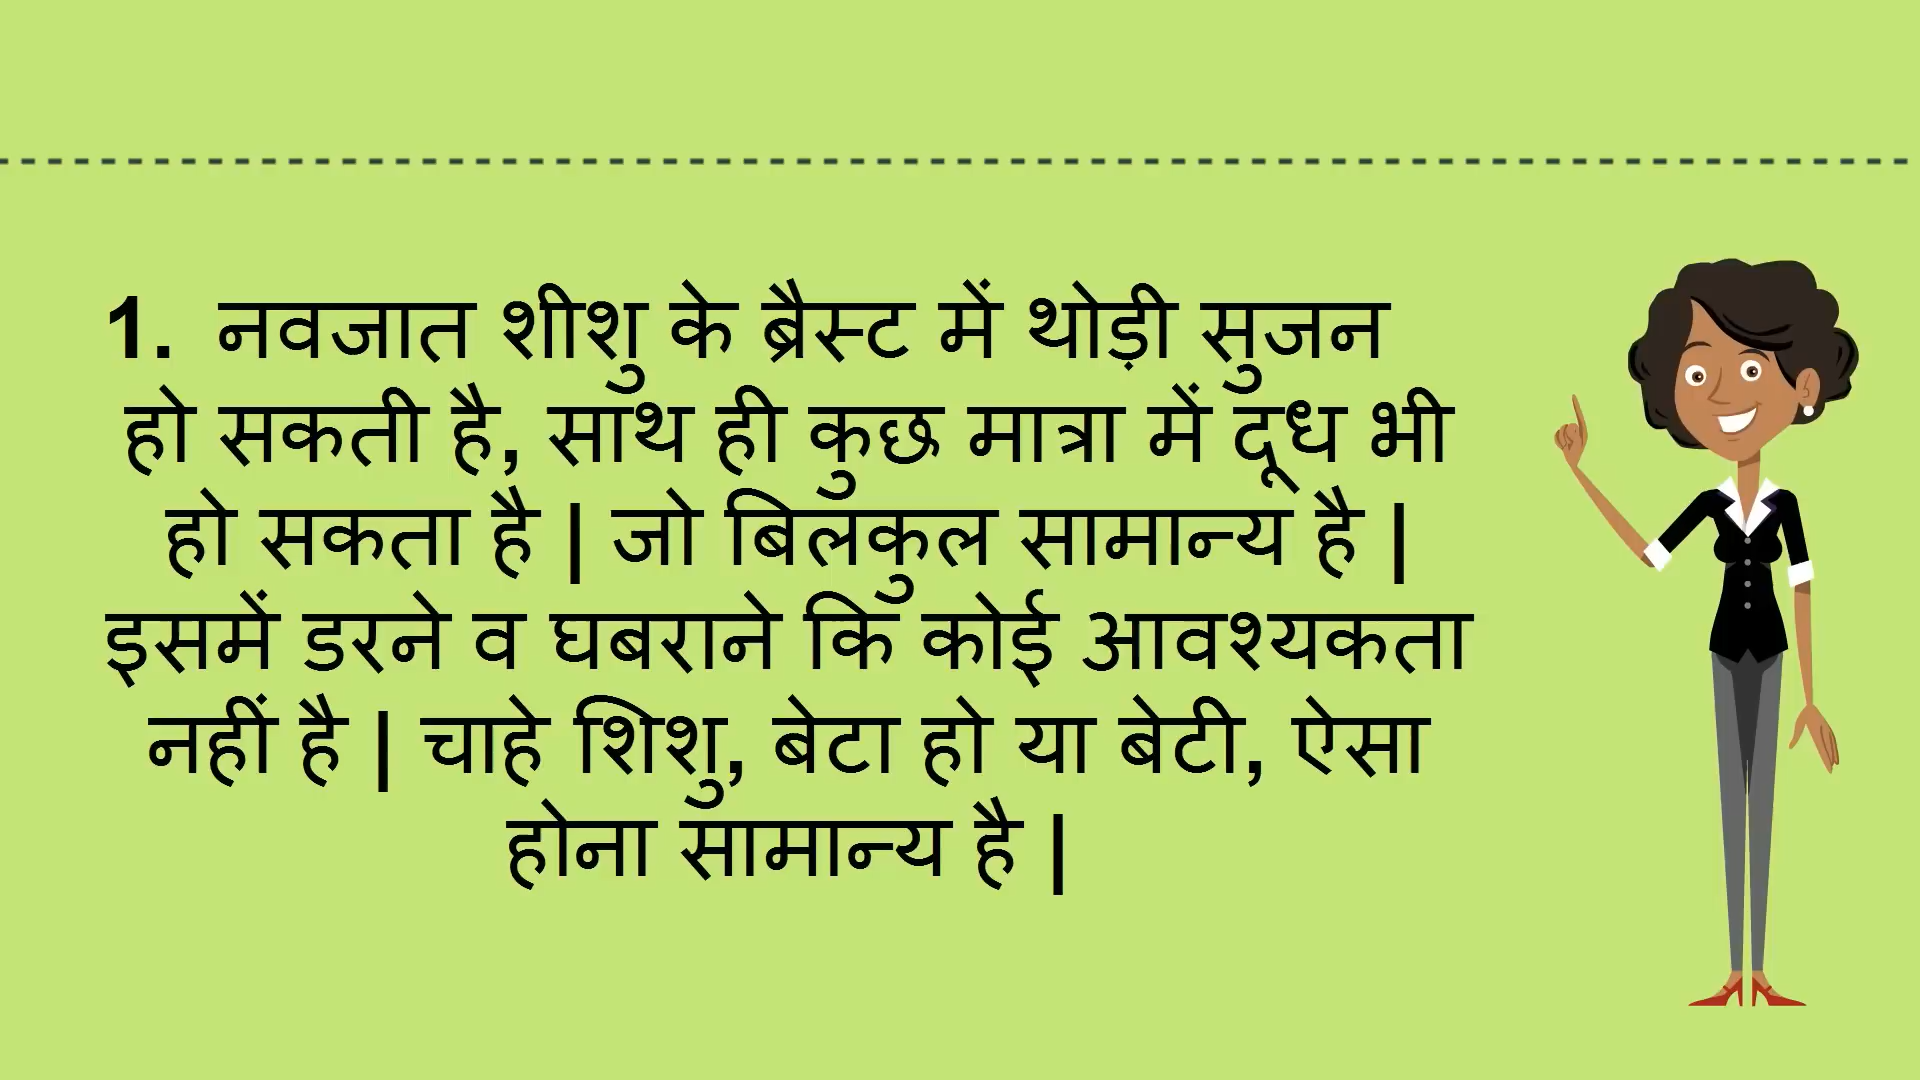 1. नवजात शीशु के ब्रैस्ट में थोड़ी सुजन
हो सकती है, साथ ही कुछ मात्रा में दूध भी
हो सकता है | जो बिलकुल सामान्य है |
इसमें डरने व घबराने कि कोई आवश्यकता
नहीं है | चाहे शिशु, बेटा हो या बेटी, ऐसा
होना सामान्य है |